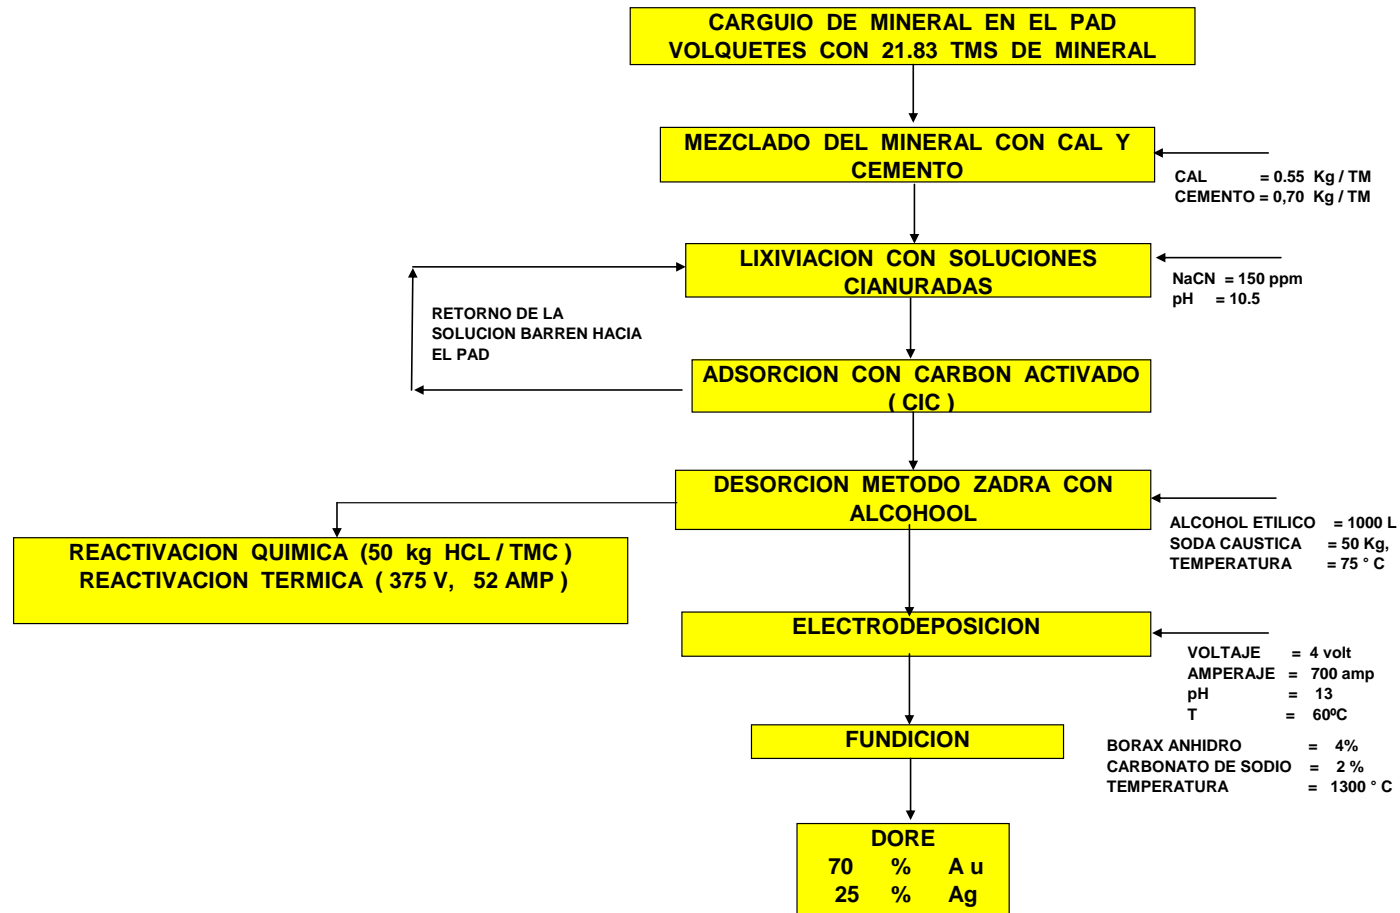 CARGUIO DE MINERAL EN EL PAD
VOLQUETES CON 21.83 TMS DE MINERAL
MEZCLADO DEL MINERAL CON CAL Y
CEMENTO
CAL = 0.55 Kg / TM
CEMENTO = 0,70 Kg / TM
LIXIVIACION CON SOLUCIONES
CIANURADAS
NaCN = 150 ppm
pH = 10.5
RETORNO DE LA
SOLUCION BARREN HACIA
EL PAD
ADSORCION CON CARBON ACTIVADO
( CIC )
DESORCION METODO ZADRA CON
ALCOHOOL
ALCOHOL ETILICO = 1000 L
SODA CAUSTICA = 50 Kg,
TEMPERATURA = 75 ° C
REACTIVACION QUIMICA (50 kg HCL / TMC )
REACTIVACION TERMICA ( 375 V, 52 AMP )
ELECTRODEPOSICION
VOLTAJE = 4 volt
AMPERAJE = 700 amp
pH = 13
T = 60ºC
FUNDICION
BORAX ANHIDRO = 4%
CARBONATO DE SODIO = 2 %
TEMPERATURA = 1300 ° C
DORE
70 % A u
25 % Ag